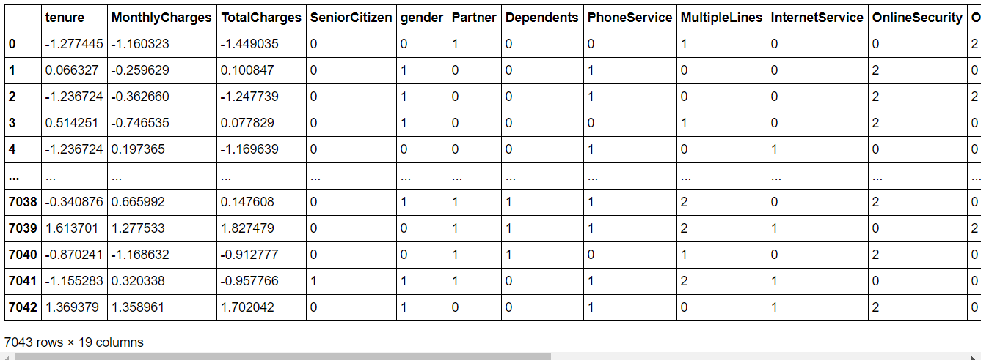 tenure MonthlyCharges TotalCharges SeniorCitizen gender Partner Dependents PhoneService MultipleLines InternetService OnlineSecurity O
0 -1.277445 -1.160323 -1.449035 0 0 1 0 0 1 0 0 2
1 0.066327 -0.259629 0.100847 0 1 0 0 1 0 0 2 0
2 -1.236724 -0.362660 -1.247739 0 1 0 0 1 0 0 2 2
3 0.514251 -0.746535 0.077829 0 1 0 0 0 1 0 2 0
4 -1.236724 0.197365 -1.169639 0 0 0 0 1 0 1 0 0
... ... ... ... ... ... ... ... ... ... ... ... ...
7038 -0.340876 0.665992 0.147608 0 1 1 1 1 2 0 2 0
7039 1.613701 1.277533 1.827479 0 0 1 1 1 2 1 0 2
7040 -0.870241 -1.168632 -0.912777 0 0 1 1 0 1 0 2 0
7041 -1.155283 0.320338 -0.957766 1 1 1 0 1 2 1 0 0
7042 1.369379 1.358961 1.702042 0 1 0 0 1 0 1 2 0
7043 rows × 19 columns